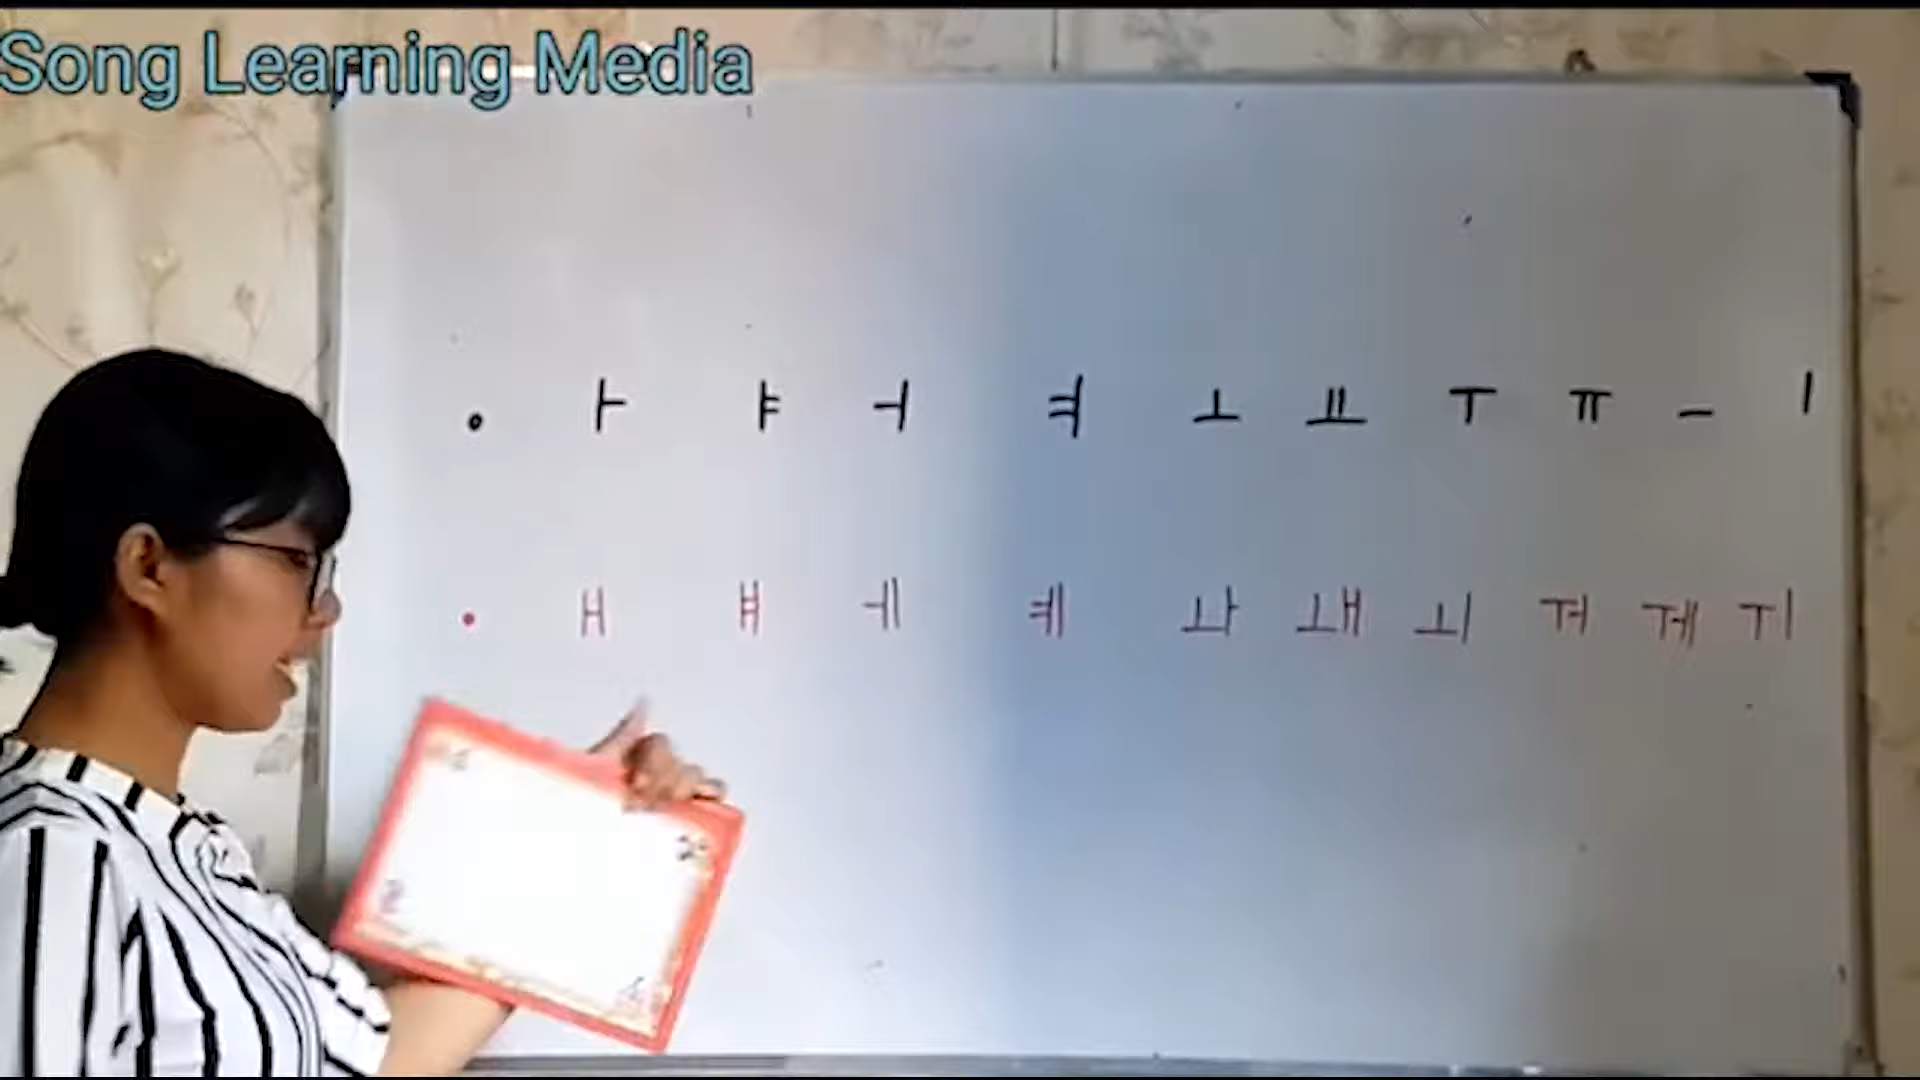 Song Learning Media
• ㅏ ㅑ ㅓ ㅕ ㅗ ㅛ ㅜ ㅠ ㅡ ㅣ
• ㅐ ㅒ ㅔ ㅖ ㅘ ㅙ ㅚ ㅝ ㅞ ㅟ